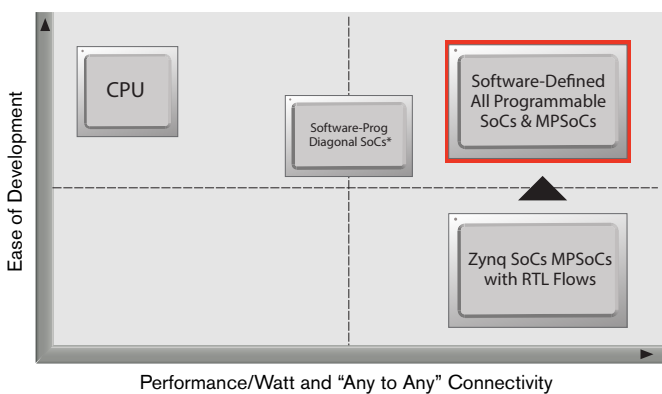 Ease of Development
CPU
Software-Prog
Diagonal SoCs*
Software-Defined
All Programmable
SoCs & MPSoCs
Zynq SoCs MPSoCs
with RTL Flows
Performance/Watt and “Any to Any” Connectivity